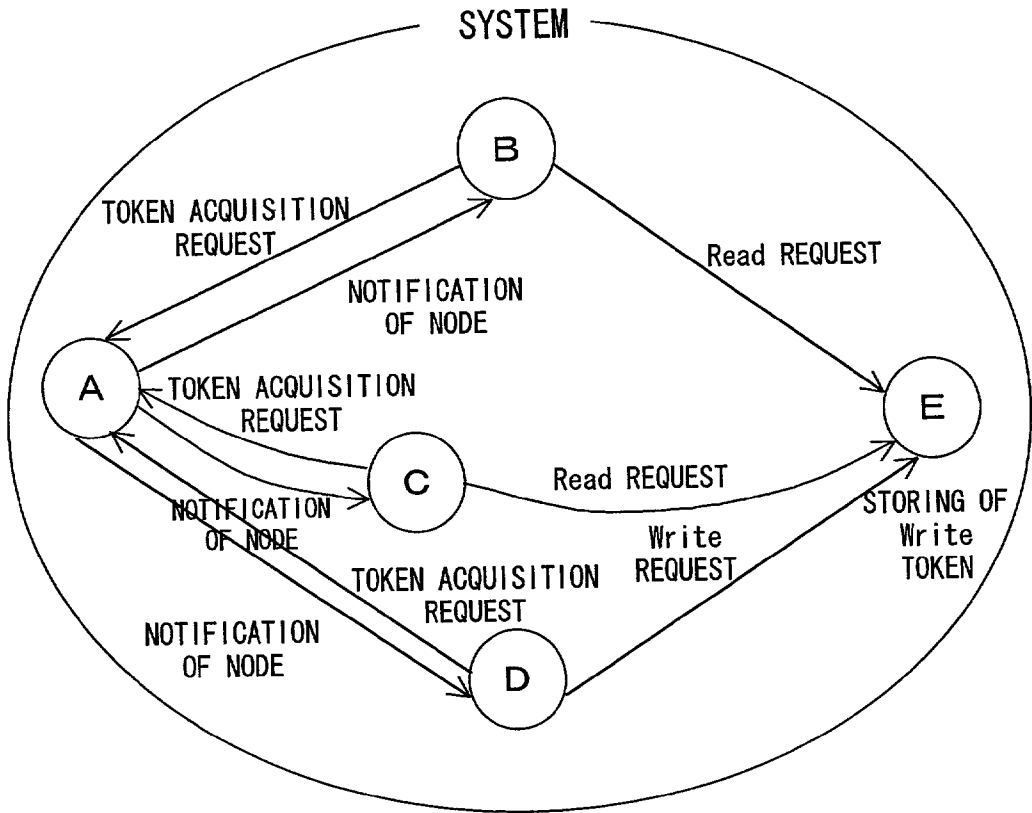 SYSTEM
B
TOKEN ACQUISITION
REQUEST
Read REQUEST
NOTIFICATION
OF NODE
A
TOKEN ACQUISITION
REQUEST
E
C
Read REQUEST
NOTIFICATION
OF NODE
Write
REQUEST
STORING OF
Write
TOKEN
TOKEN ACQUISITION
REQUEST
NOTIFICATION
OF NODE
D